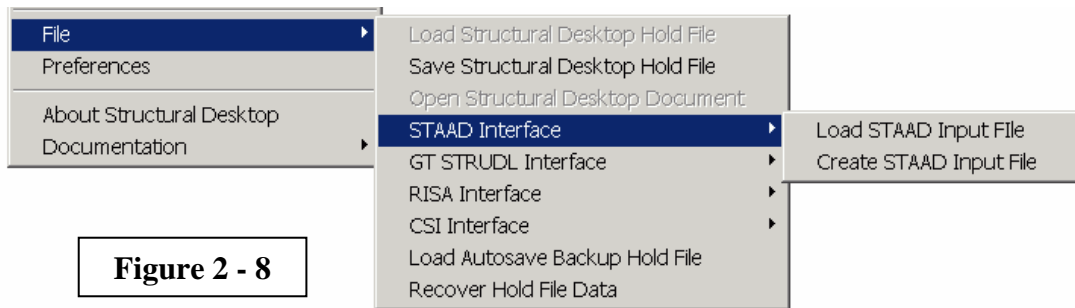 File
Preferences
About Structural Desktop
Documentation
Load Structural Desktop Hold File
Save Structural Desktop Hold File
Open Structural Desktop Document
STAAD Interface
GT STRUDL Interface
RISA Interface
CSI Interface
Load Autosave Backup Hold File
Recover Hold File Data
Load STAAD Input FIle
Create STAAD Input File
Figure 2 - 8